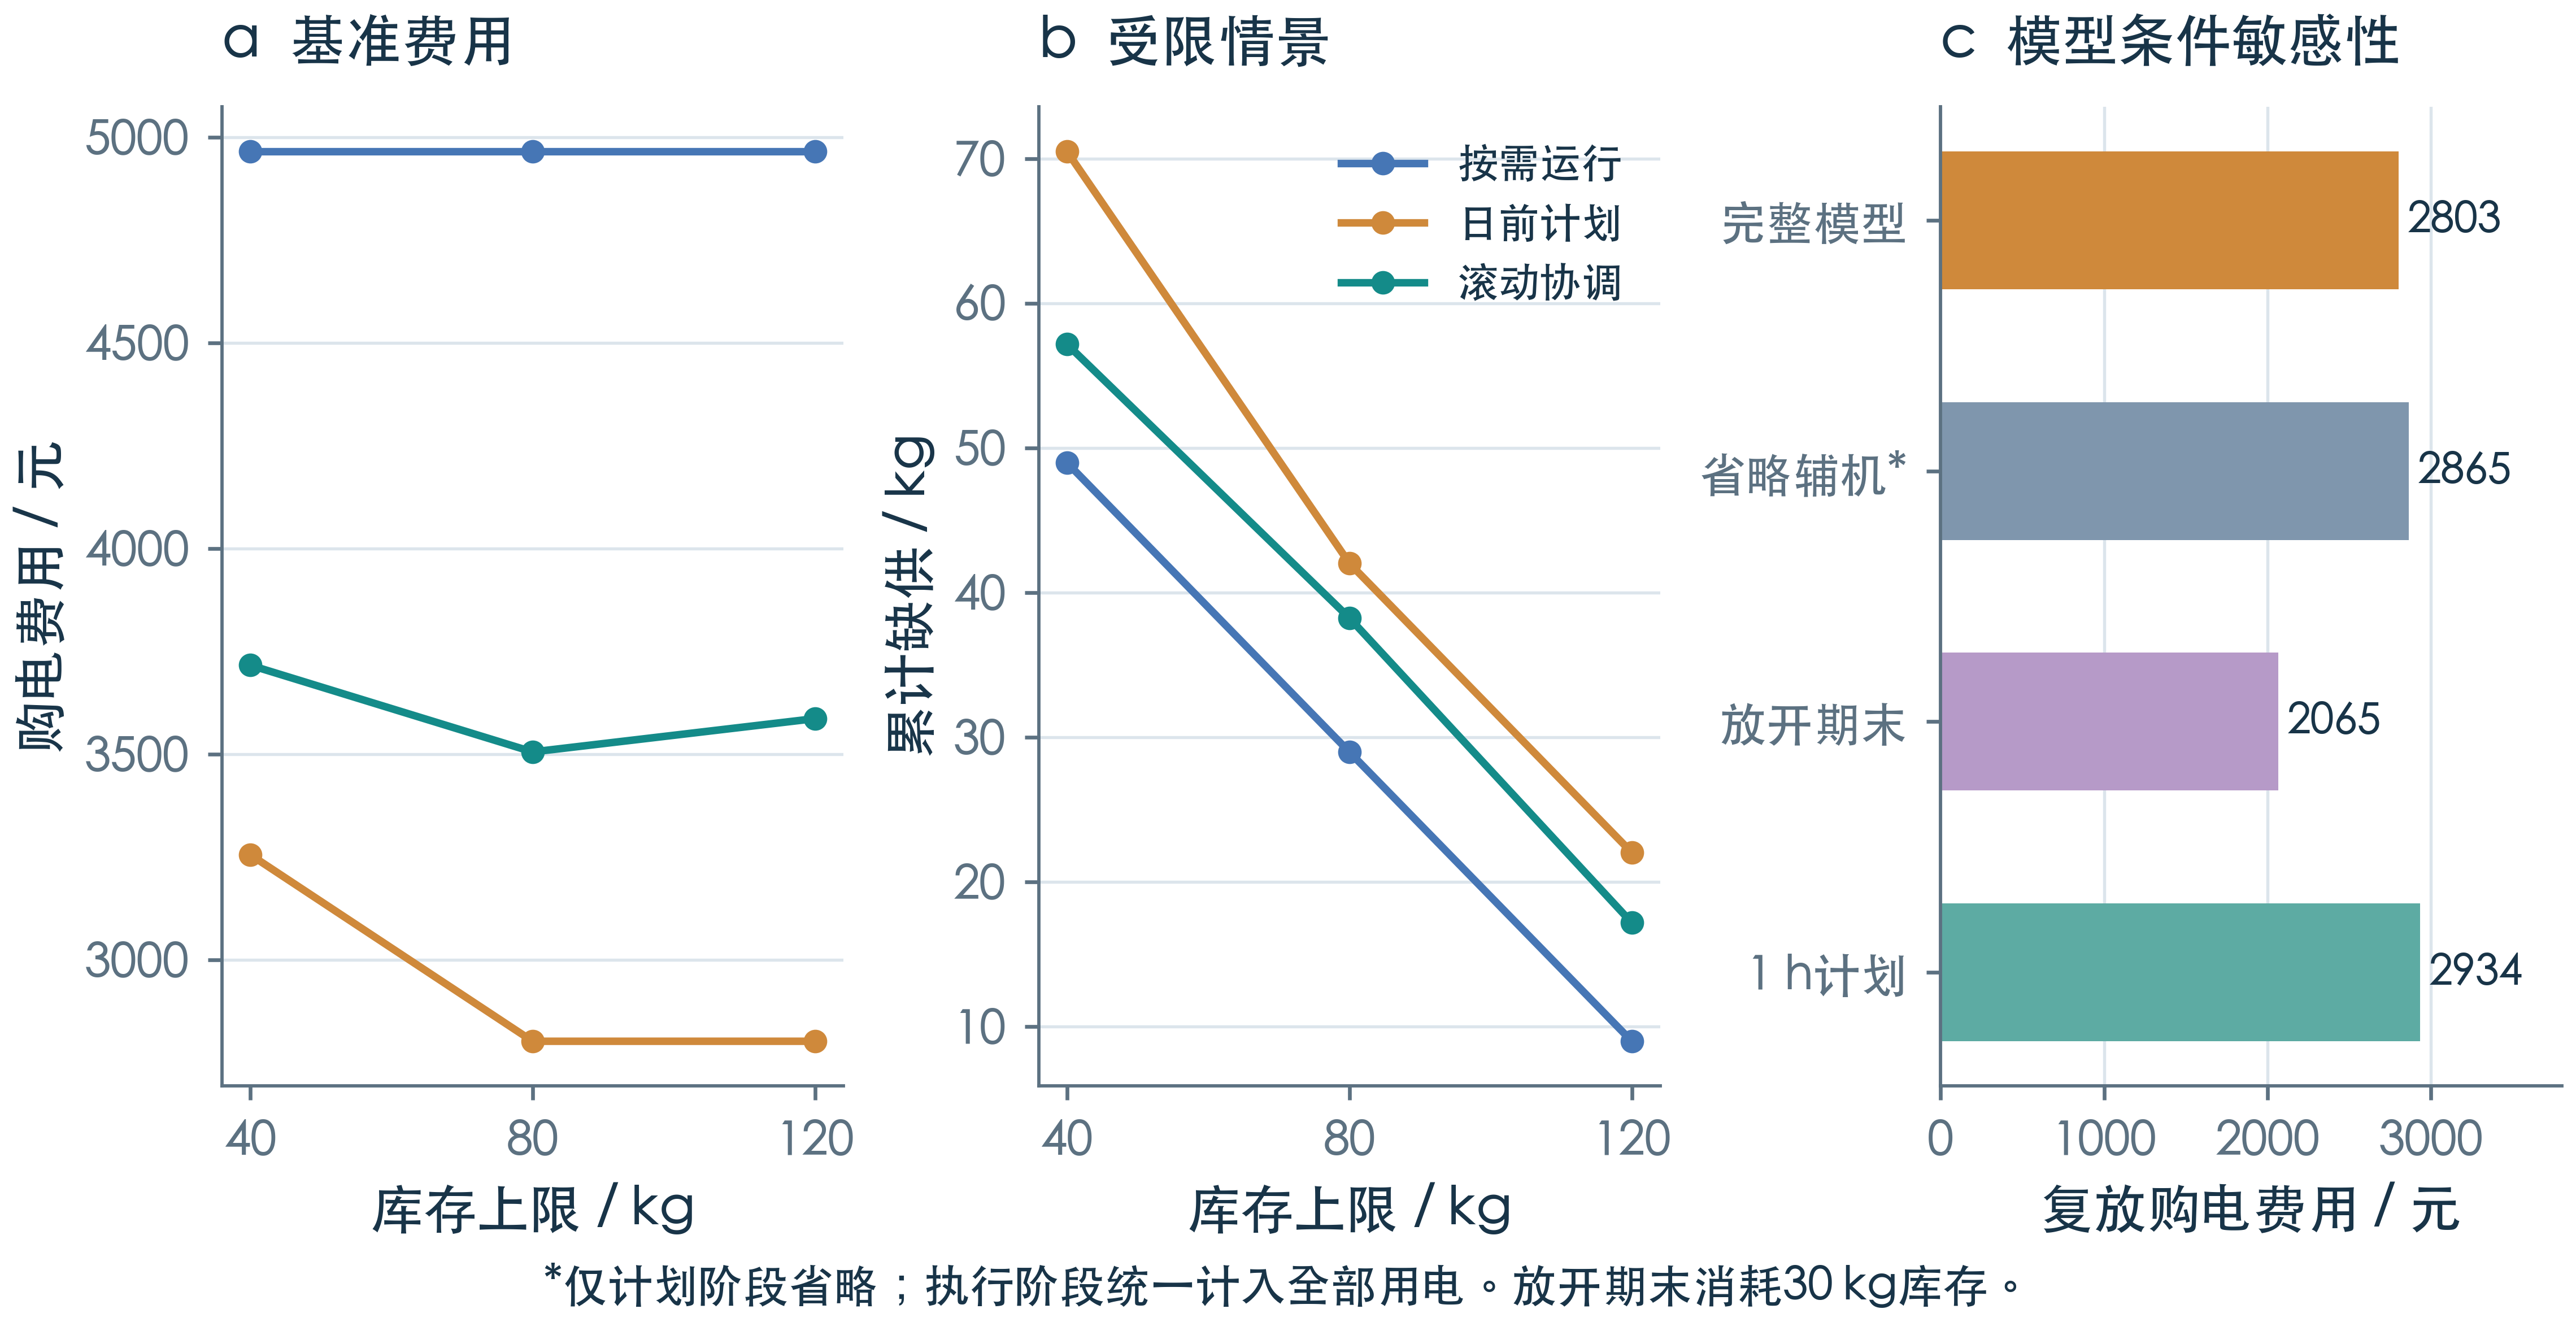 a 基准费用
5000
4500
4000
3500
3000
购电费用 / 元
40 80 120
库存上限 / kg
b 受限情景
70
60
50
40
30
20
10
累计缺供 / kg
按需运行
日前计划
滚动协调
40 80 120
库存上限 / kg
c 模型条件敏感性
完整模型 2803
省略辅机* 2865
放开期末 2065
1 h计划 2934
0 1000 2000 3000
复放购电费用 / 元
*仅计划阶段省略；执行阶段统一计入全部用电。放开期末消耗30 kg库存。